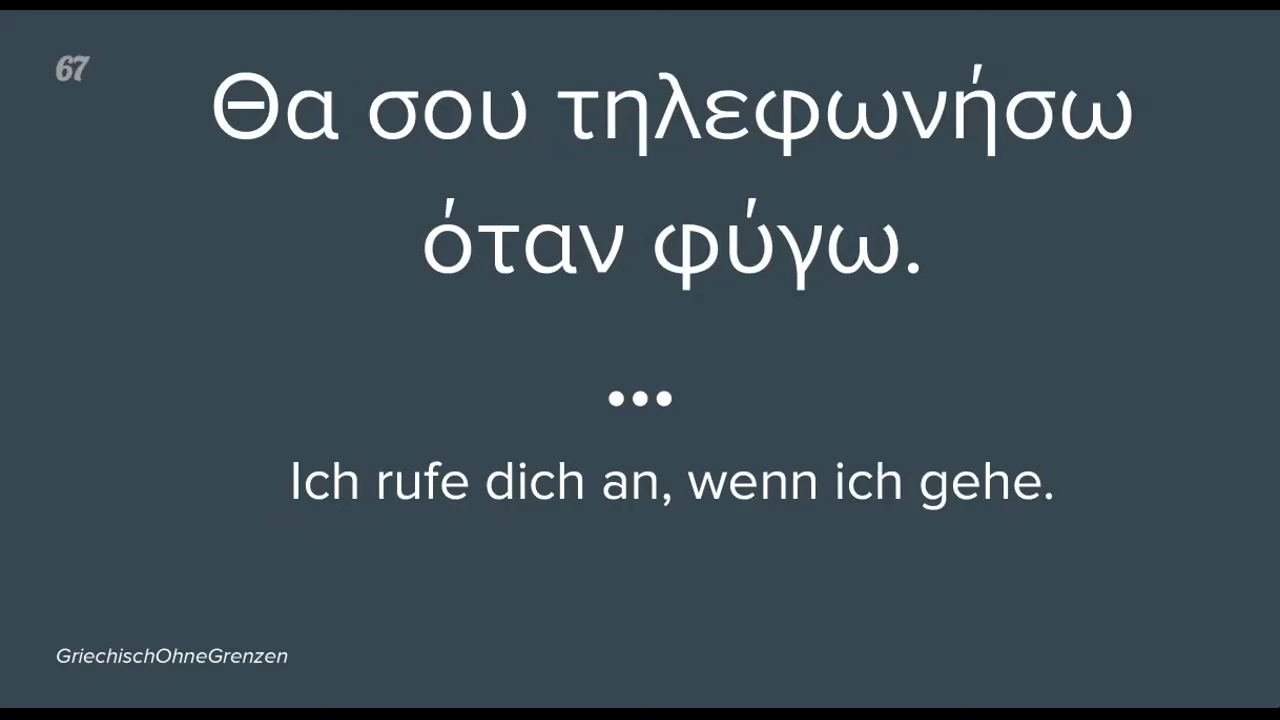 67
Θα σου τηλεφωνήσω
όταν φύγω.
...
Ich rufe dich an, wenn ich gehe.
GriechischOhneGrenzen